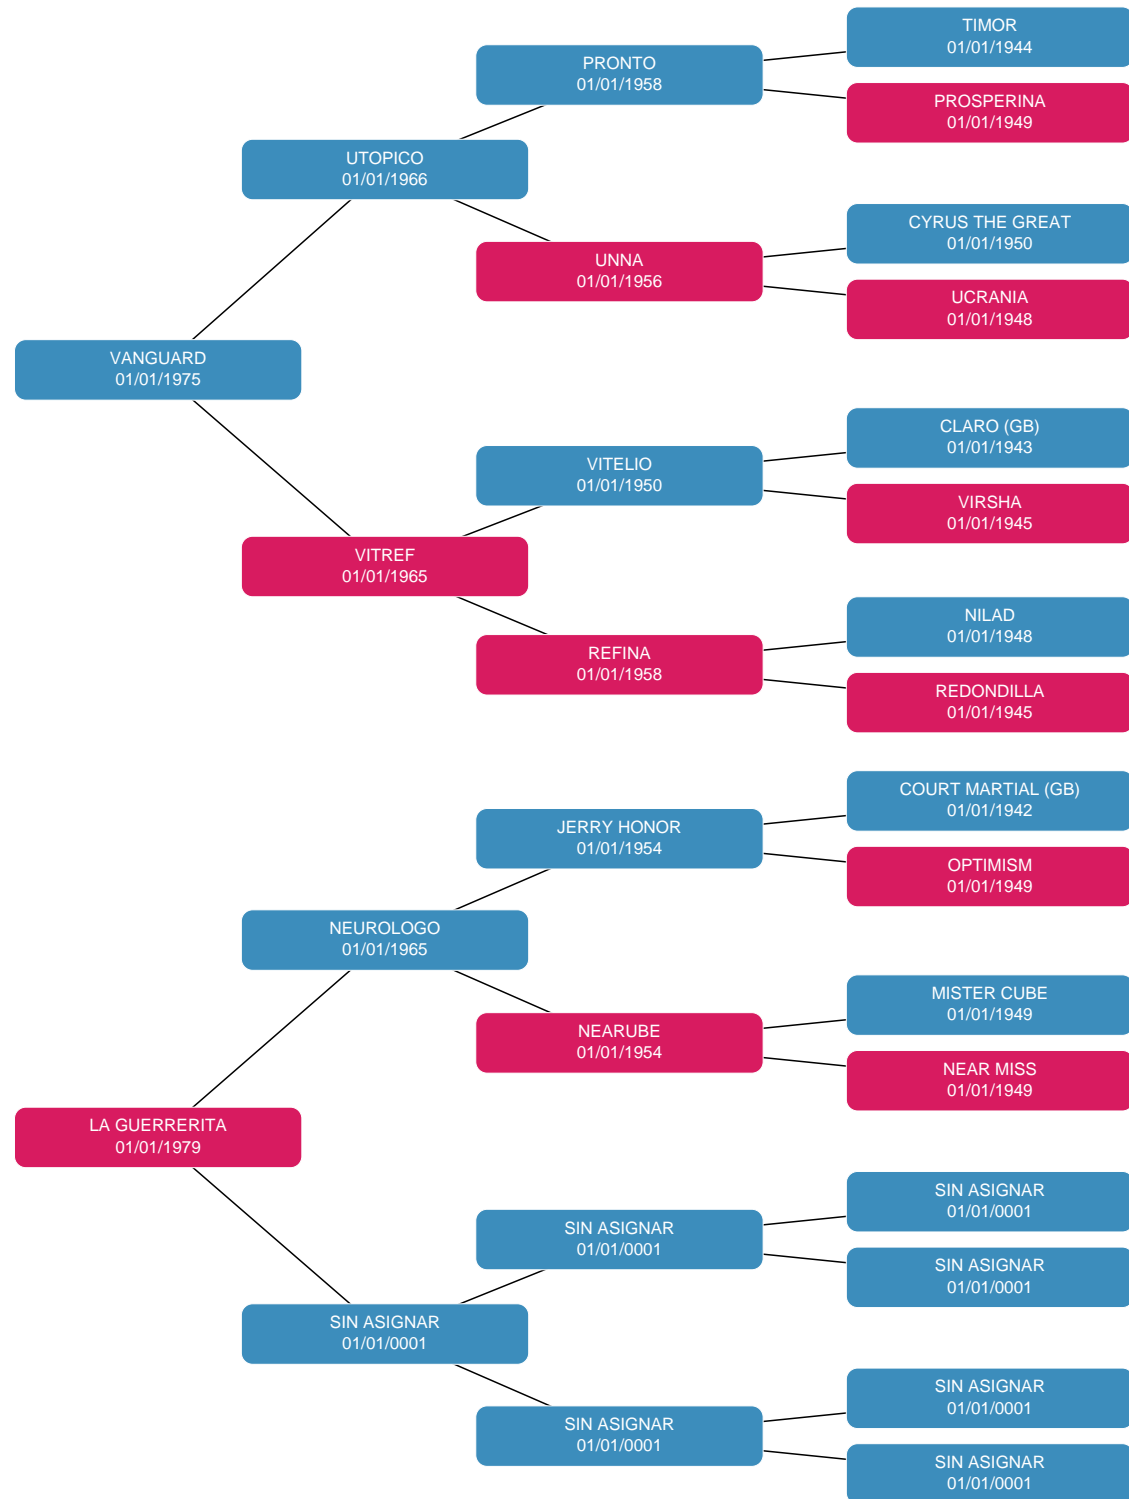 TIMOR
01/01/1944
PRONTO
01/01/1958
PROSPERINA
01/01/1949
UTOPICO
01/01/1966
CYRUS THE GREAT
01/01/1950
UNNA
01/01/1956
UCRANIA
01/01/1948
VANGUARD
01/01/1975
CLARO (GB)
01/01/1943
VITELIO
01/01/1950
VIRSHA
01/01/1945
VITREF
01/01/1965
NILAD
01/01/1948
REFINA
01/01/1958
REDONDILLA
01/01/1945
COURT MARTIAL (GB)
01/01/1942
JERRY HONOR
01/01/1954
OPTIMISM
01/01/1949
NEUROLOGO
01/01/1965
MISTER CUBE
01/01/1949
NEARUBE
01/01/1954
NEAR MISS
01/01/1949
LA GUERRERITA
01/01/1979
SIN ASIGNAR
01/01/0001
SIN ASIGNAR
01/01/0001
SIN ASIGNAR
01/01/0001
SIN ASIGNAR
01/01/0001
SIN ASIGNAR
01/01/0001
SIN ASIGNAR
01/01/0001
SIN ASIGNAR
01/01/0001